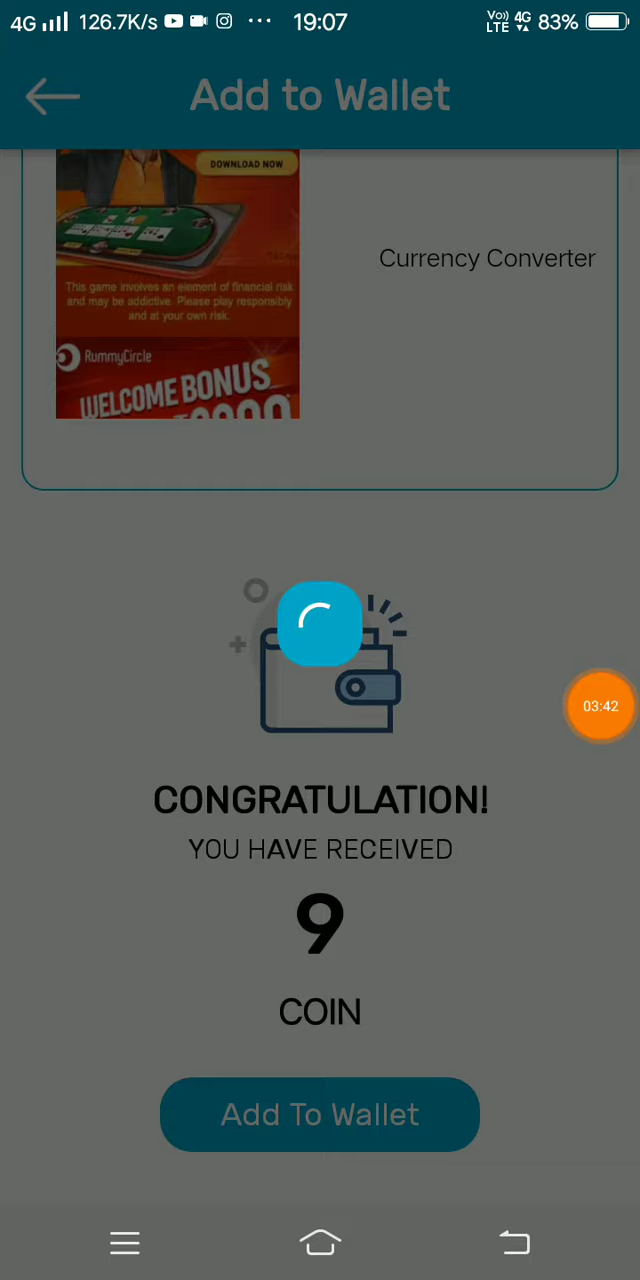 4G 126.7K/s 19:07 Vo)) LTE 4G 83%
Add to Wallet
DOWNLOAD NOW
Currency Converter
This game involves an element of financial risk
and may be addictive. Please play responsibly
and at your own risk.
RummyCircle
WELCOME BONUS
03:42
CONGRATULATION!
YOU HAVE RECEIVED
9
COIN
Add To Wallet